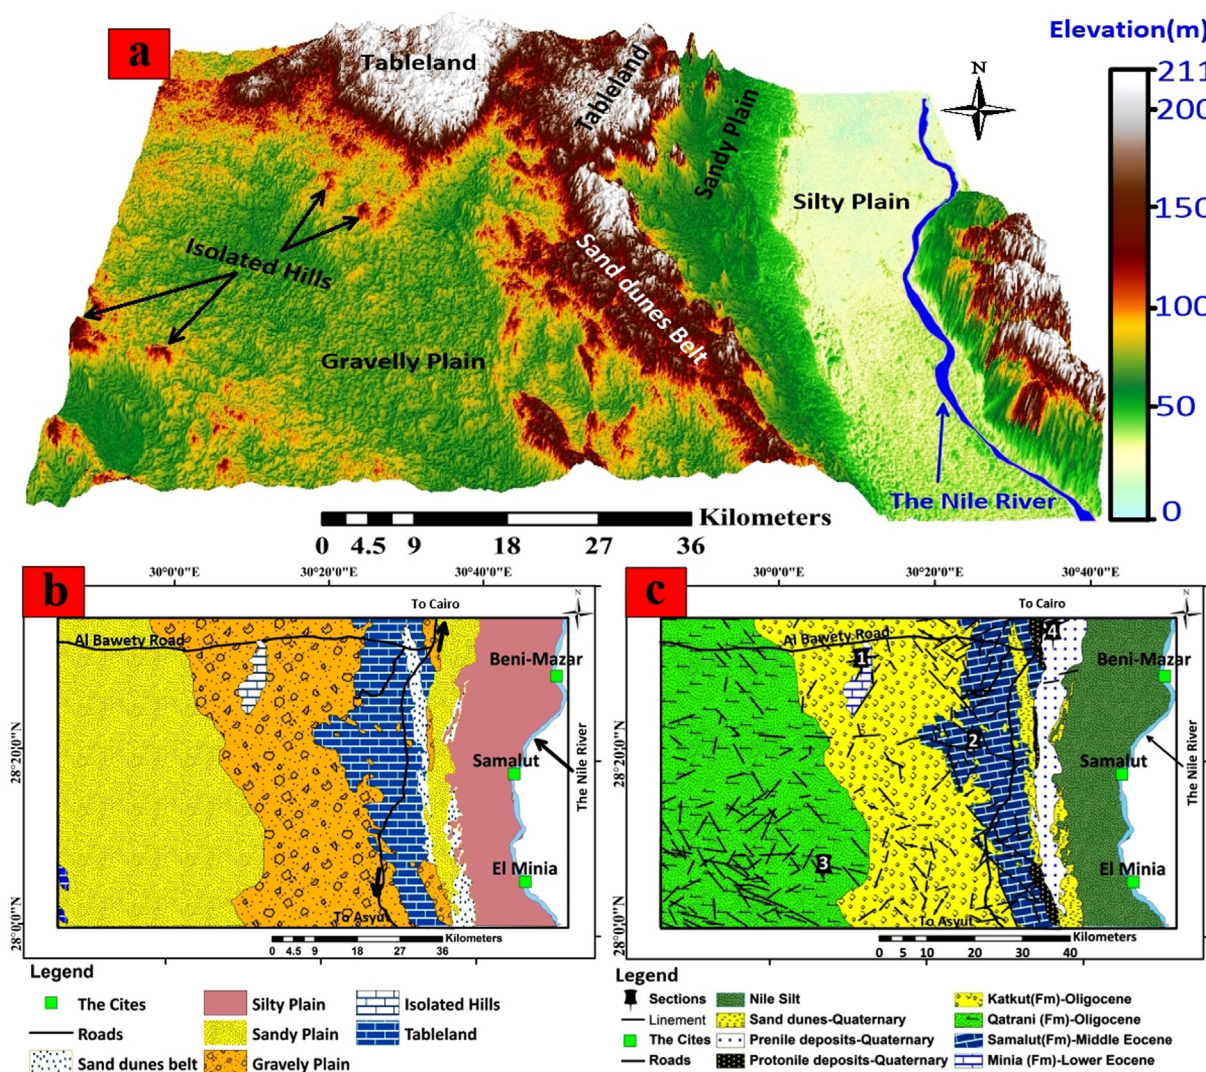 a
Elevation(m)
N
211
200
150
100
50
0
Tableland
Tableland
Sandy Plain
Silty Plain
Isolated Hills
Sand dunes Belt
Gravelly Plain
The Nile River
Kilometers
0 4.5 9 18 27 36
b
30°0'0"E 30°20'0"E 30°40'0"E
To Cairo
N
Al Bawety Road
Beni-Mazar
28°20'0"N
Samalut
The Nile River
El Minia
28°0'0"N
To Asyut
Kilometers
0 4.5 9 18 27 36
Legend
The Cites
Roads
Sand dunes belt
Silty Plain
Sandy Plain
Gravely Plain
Isolated Hills
Tableland
c
30°0'0"E 30°20'0"E 30°40'0"E
To Cairo
N
Al Bawety Road
4
1
Beni-Mazar
2
28°20'0"N
Samalut
The Nile River
3
El Minia
28°0'0"N
To Asyut
Kilometers
0 5 10 20 30 40
Legend
Sections
Linement
The Cites
Roads
Nile Silt
Sand dunes-Quaternary
Prenile deposits-Quaternary
Protonile deposits-Quaternary
Katkut(Fm)-Oligocene
Qatrani (Fm)-Oligocene
Samalut(Fm)-Middle Eocene
Minia (Fm)-Lower Eocene